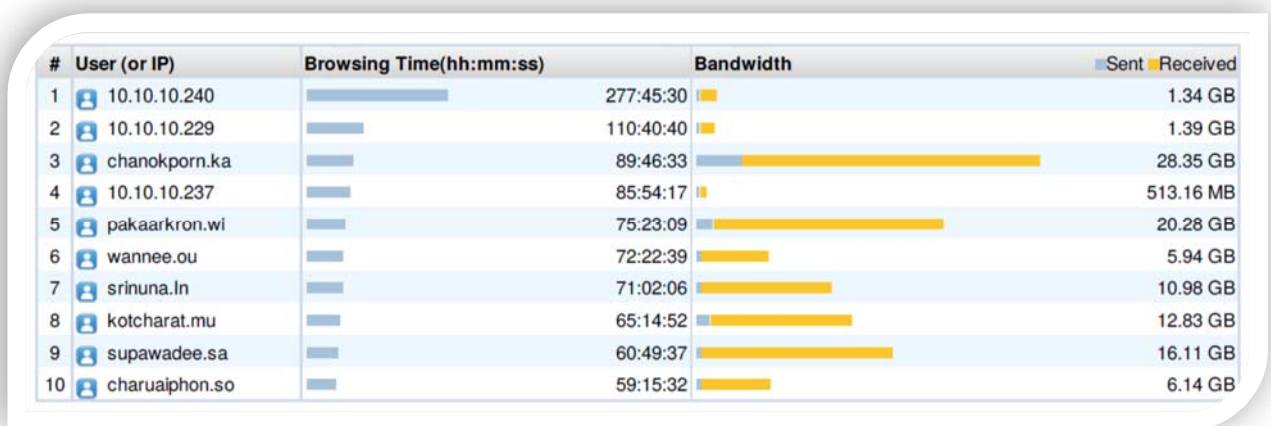 # User (or IP) Browsing Time(hh:mm:ss) Bandwidth Sent Received
1 10.10.10.240 277:45:30 1.34 GB
2 10.10.10.229 110:40:40 1.39 GB
3 chanokporn.ka 89:46:33 28.35 GB
4 10.10.10.237 85:54:17 513.16 MB
5 pakaarkron.wi 75:23:09 20.28 GB
6 wannee.ou 72:22:39 5.94 GB
7 srinuna.In 71:02:06 10.98 GB
8 kotcharat.mu 65:14:52 12.83 GB
9 supawadee.sa 60:49:37 16.11 GB
10 charuaiphon.so 59:15:32 6.14 GB